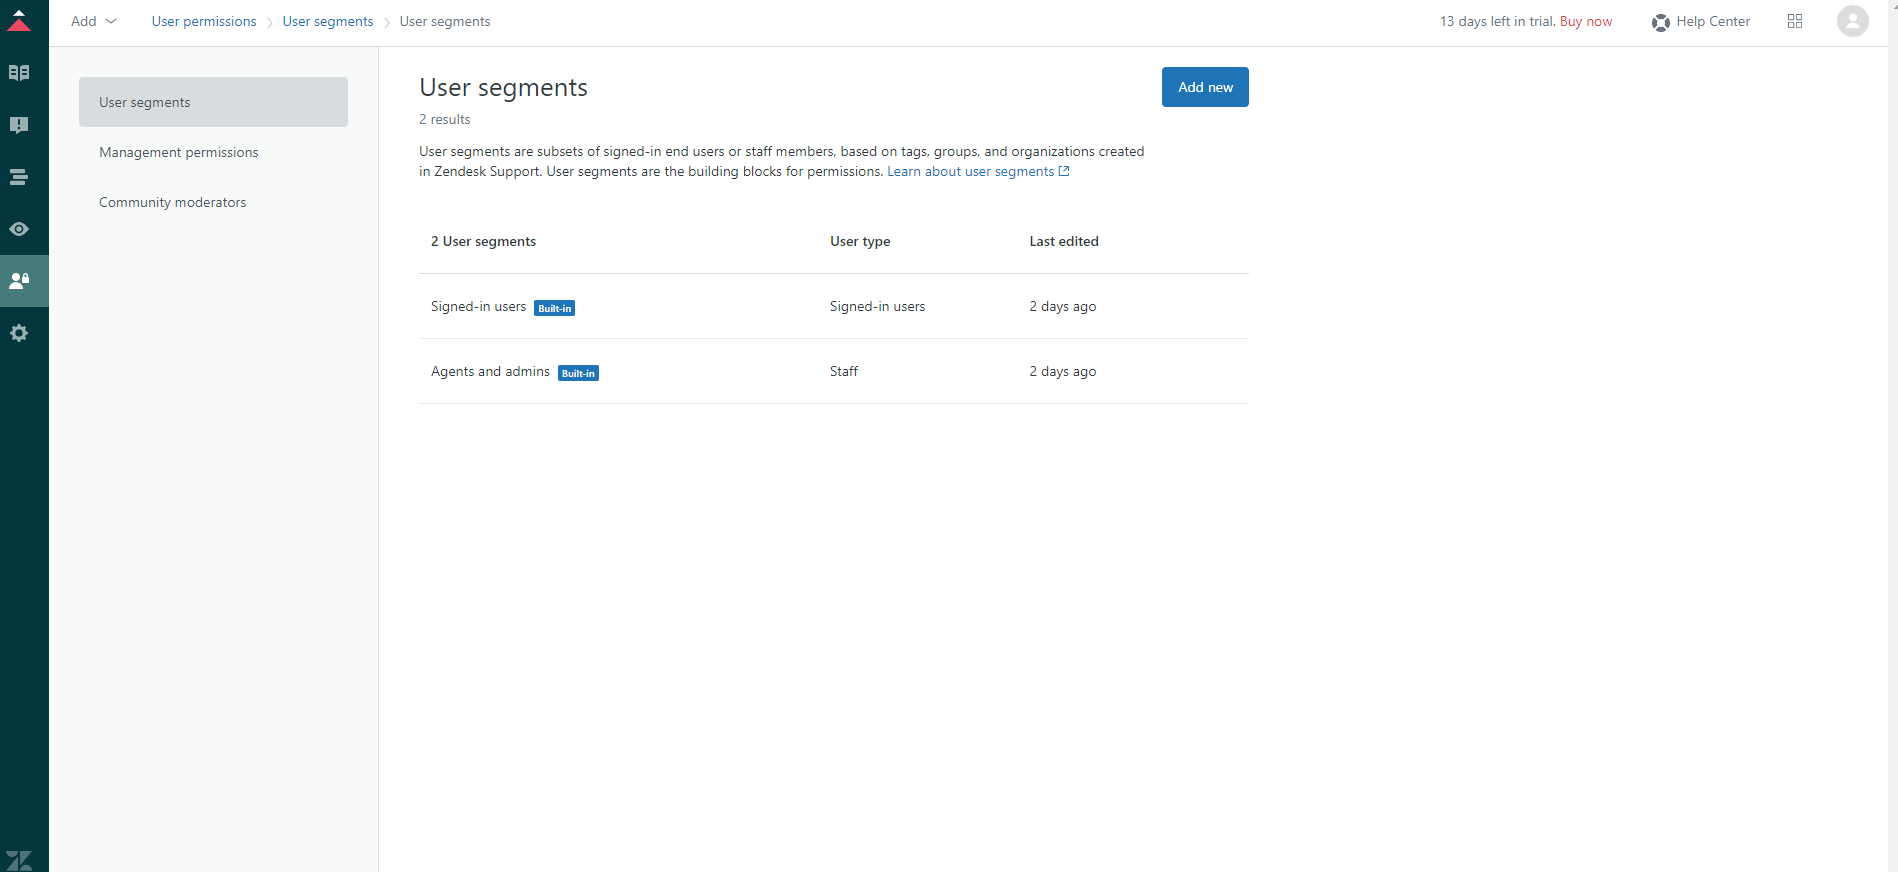 Add
User permissions
User segments
User segments
13 days left in trial. Buy now
Help Center
User segments
Management permissions
Community moderators
User segments
Add new
2 results
User segments are subsets of signed-in end users or staff members, based on tags, groups, and organizations created
in Zendesk Support. User segments are the building blocks for permissions. Learn about user segments
2 User segments
User type
Last edited
Signed-in users Built-in
Signed-in users
2 days ago
Agents and admins Built-in
Staff
2 days ago